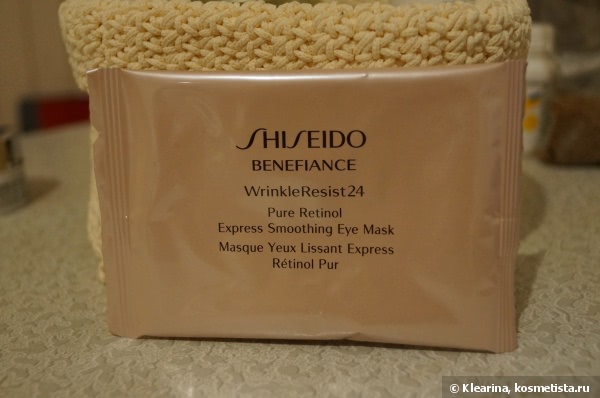 SHISEIDO
BENEFIANCE
WrinkleResist24
Pure Retinol
Express Smoothing Eye Mask
Masque Yeux Lissant Express
Rétinol Pur
© Klearina, kosmetista.ru